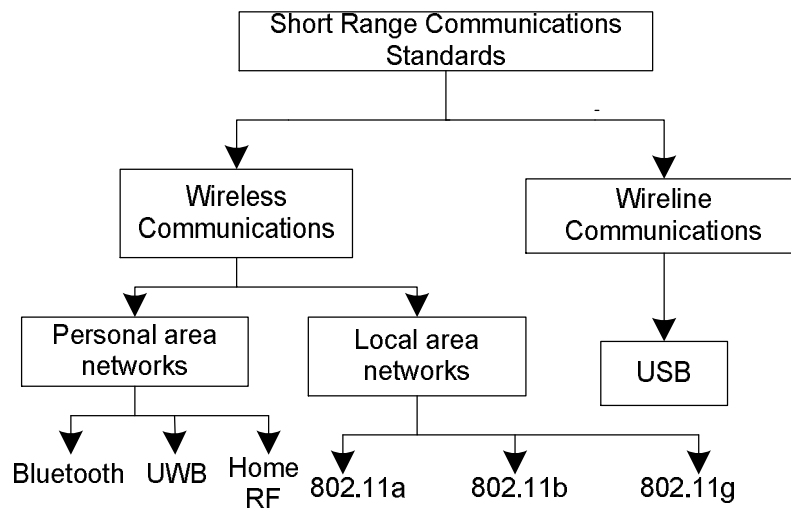 Short Range Communications
Standards
Wireless
Communications
Wireline
Communications
Personal area
networks
Local area
networks
USB
Bluetooth
UWB
Home
RF
802.11a
802.11b
802.11g